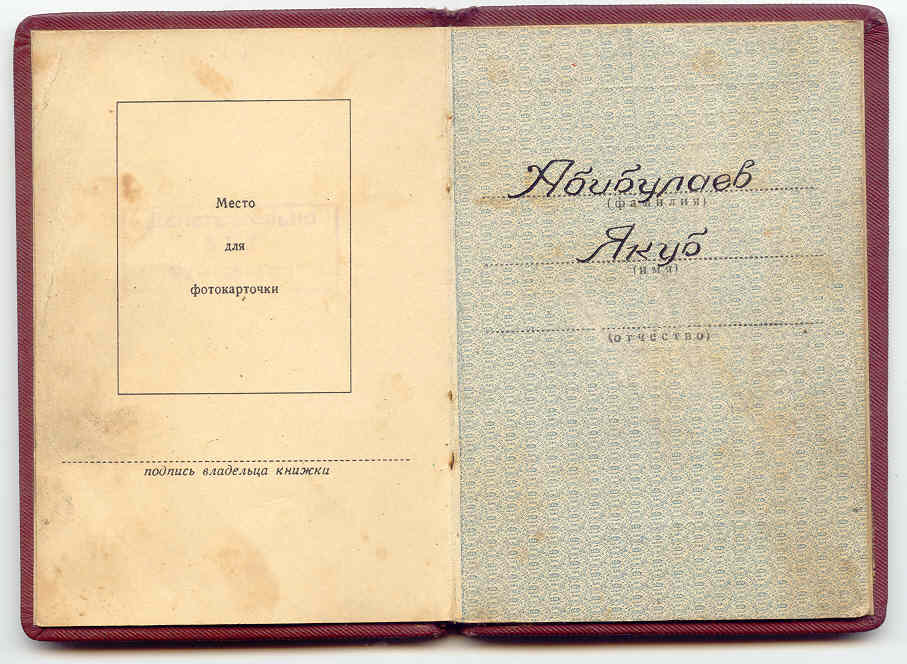 Место
для
фотокарточки
подпись владельца книжки
Абибулаев
(фамилия)
Якуб
(имя)
(отчество)